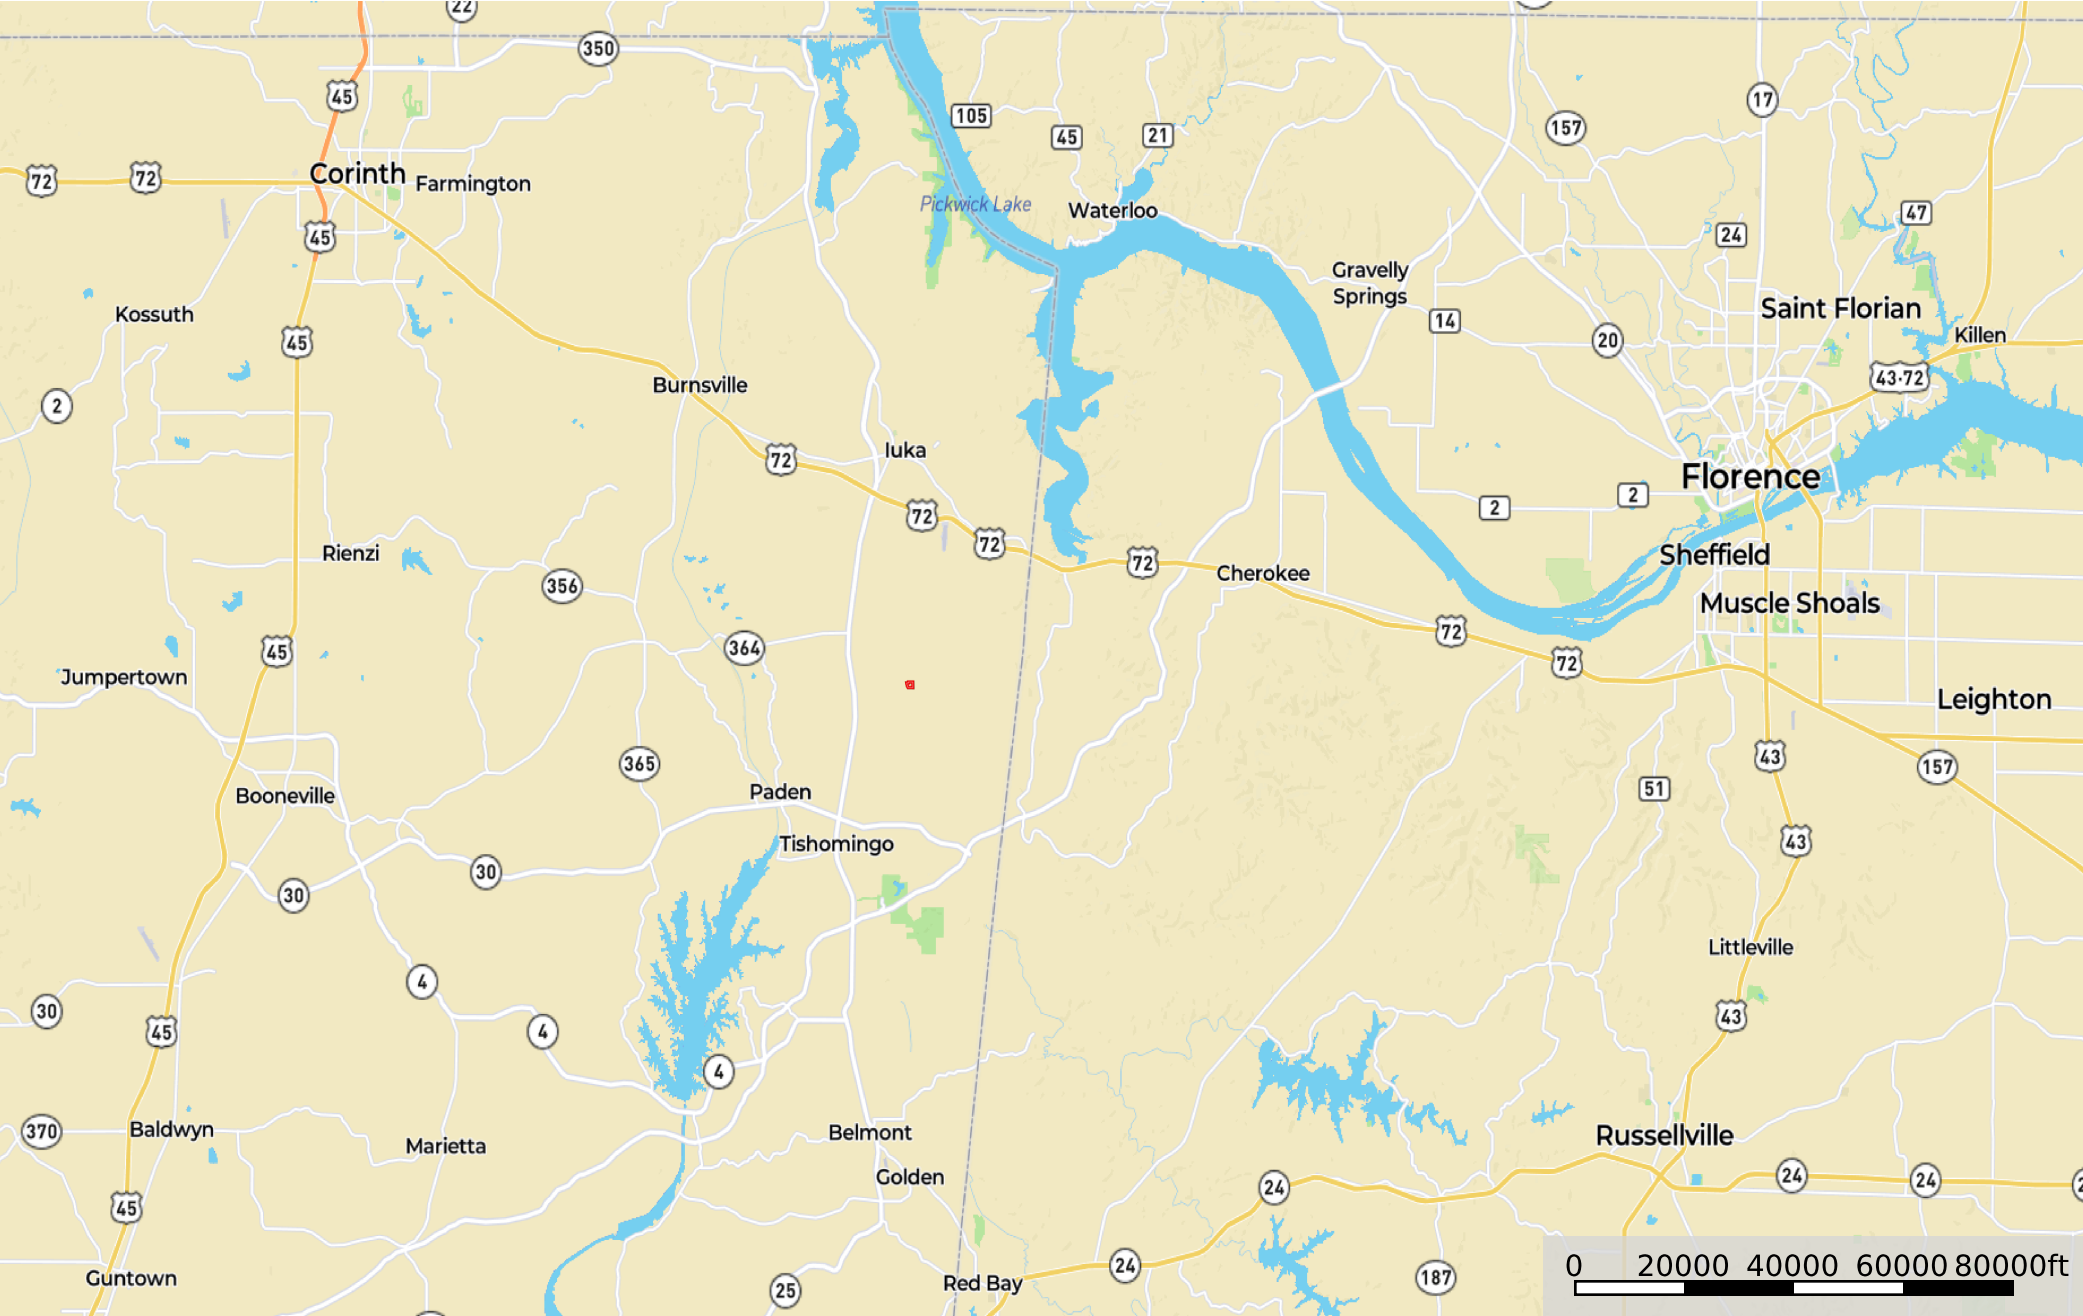 22
350
45
105
45
21
157
17
72
72
Corinth
Farmington
Pickwick Lake
Waterloo
47
24
45
Gravelly
Springs
Kossuth
14
Saint Florian
20
Killen
45
2
Burnsville
43·72
Iuka
72
Florence
2
2
72
72
72
Rienzi
356
Cherokee
Sheffield
Muscle Shoals
45
364
72
72
Jumpertown
Leighton
365
43
157
Booneville
Paden
51
Tishomingo
43
30
30
Littleville
4
30
45
4
43
4
370
Baldwyn
Marietta
Belmont
Russellville
Golden
24
24
24
45
Guntown
25
Red Bay
24
187
0 20000 40000 60000 80000ft